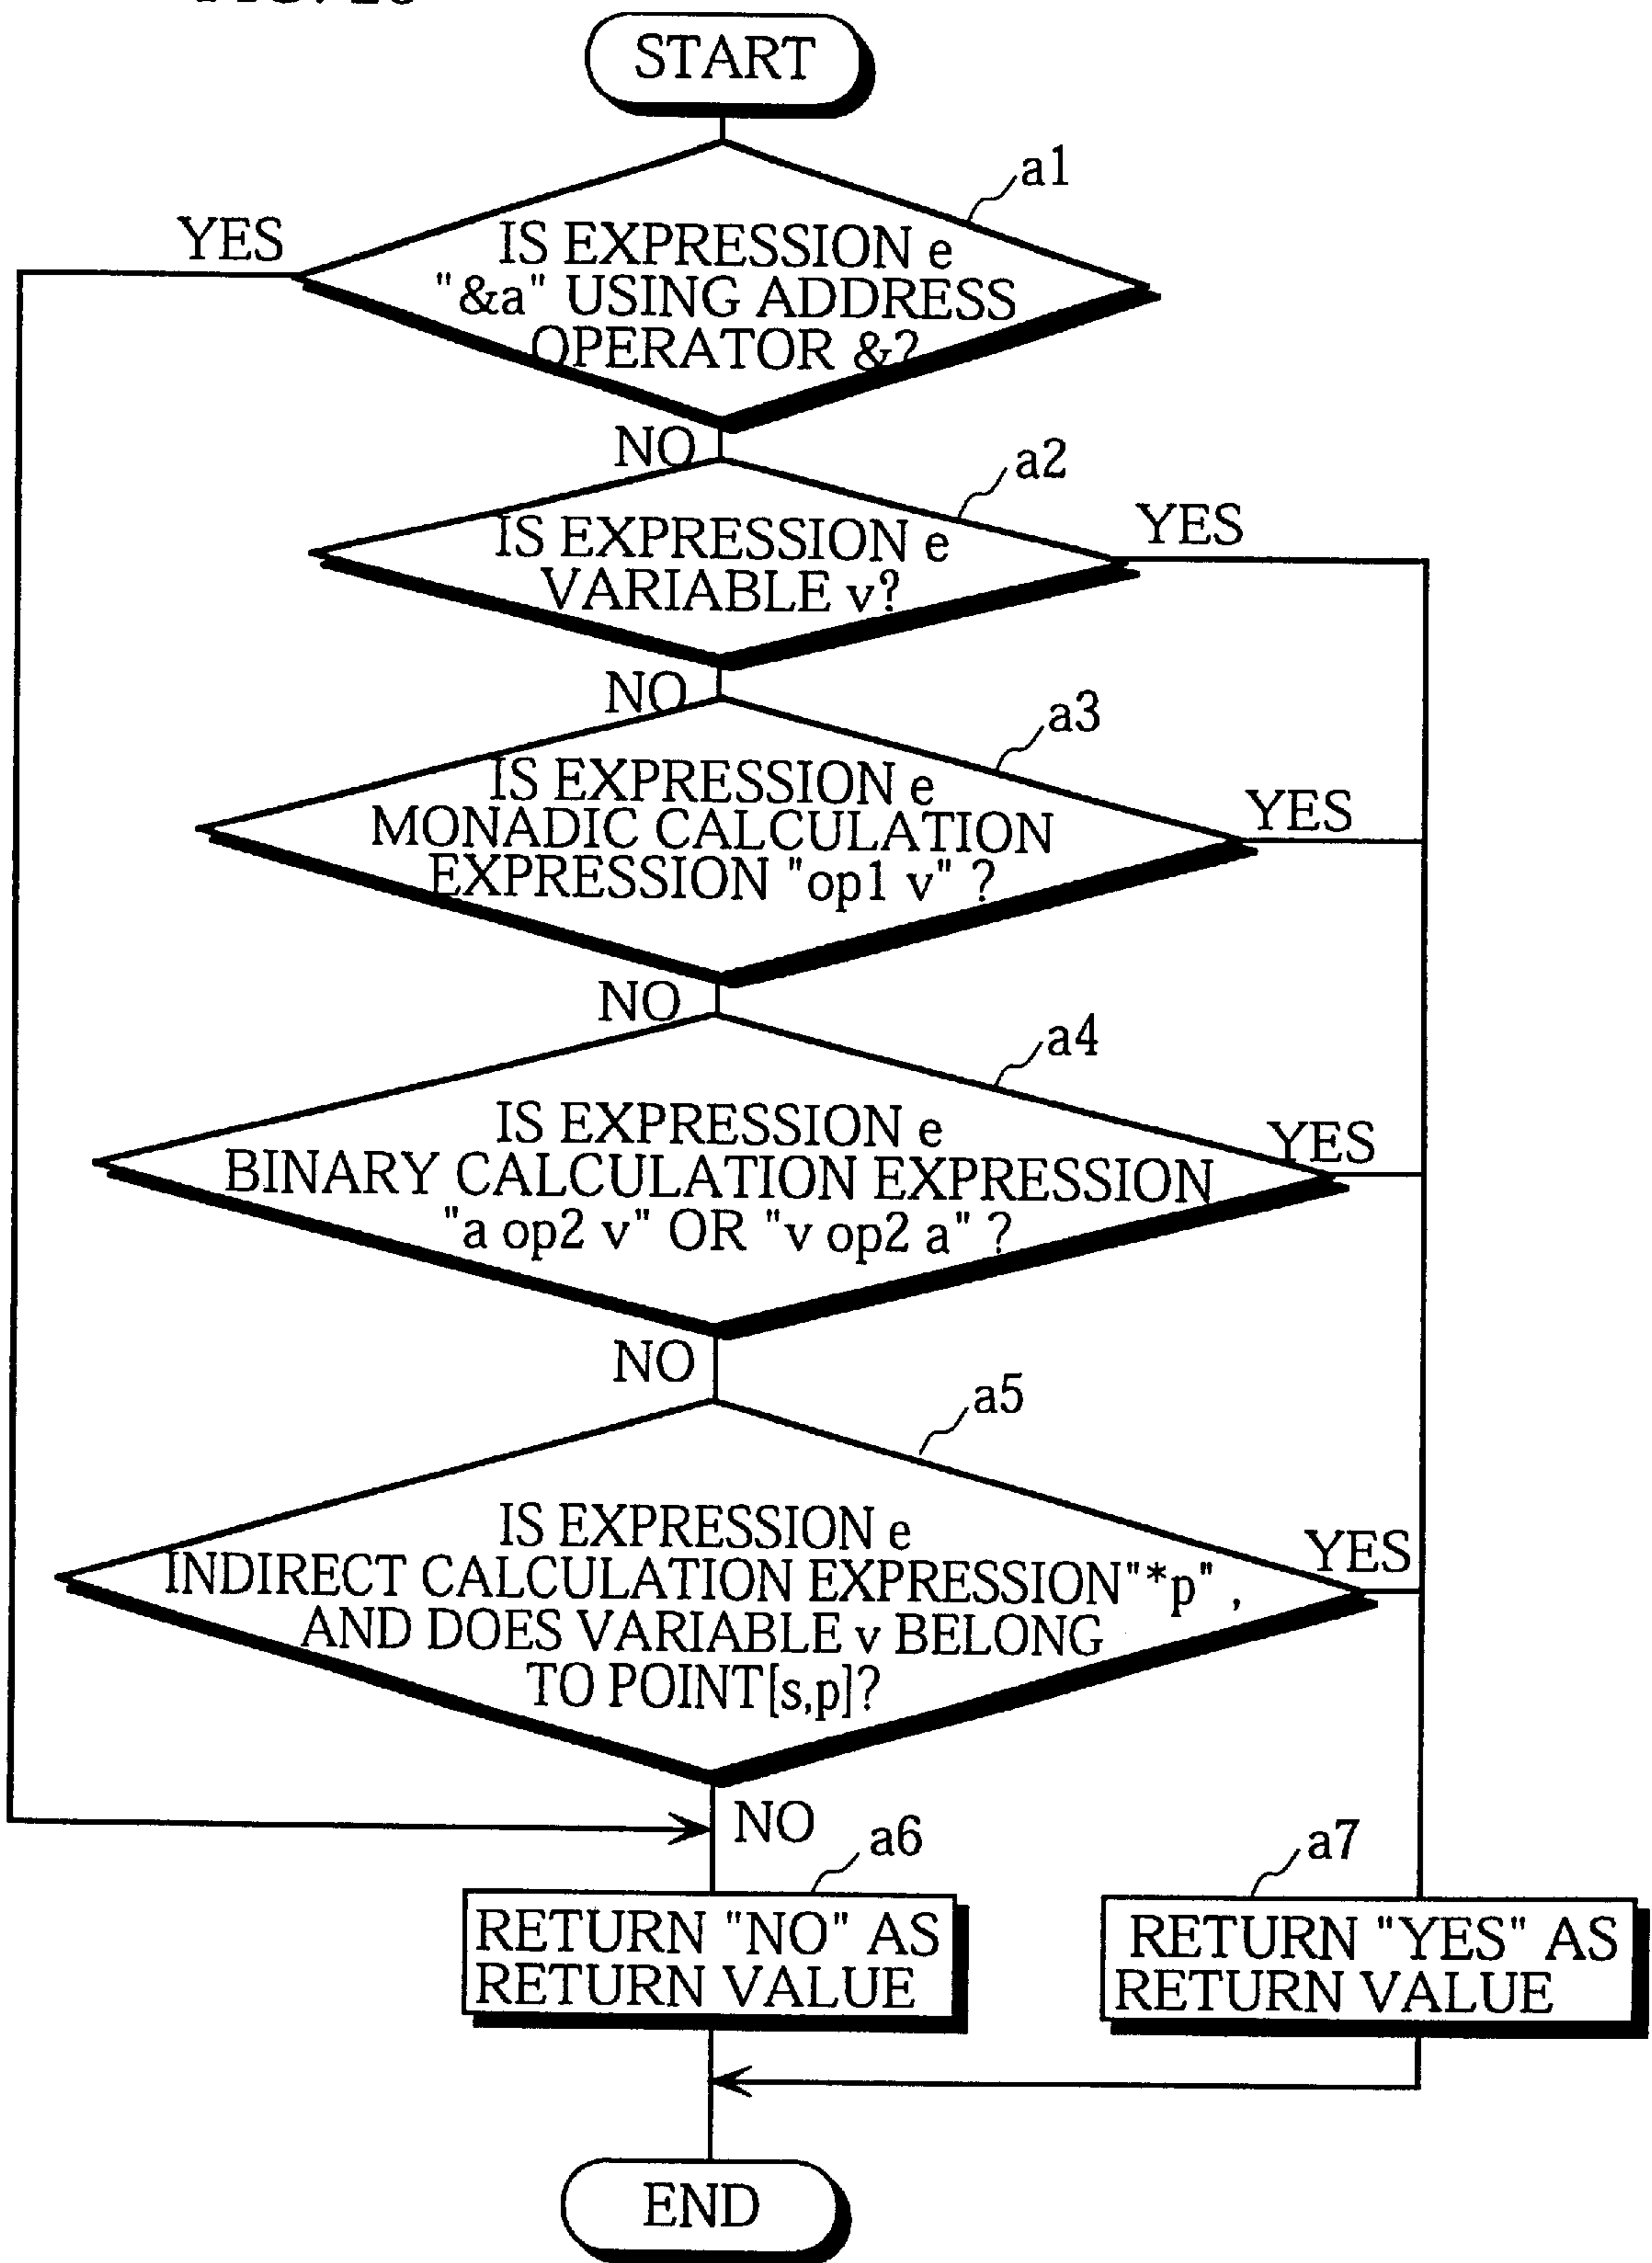 START
a1
YES
IS EXPRESSION e
"&a" USING ADDRESS
OPERATOR &?
NO
a2
IS EXPRESSION e
VARIABLE v?
YES
NO
a3
IS EXPRESSION e
MONADIC CALCULATION
EXPRESSION "op1 v" ?
YES
NO
a4
IS EXPRESSION e
BINARY CALCULATION EXPRESSION
"a op2 v" OR "v op2 a" ?
YES
NO
a5
IS EXPRESSION e
INDIRECT CALCULATION EXPRESSION"*p",
AND DOES VARIABLE v BELONG
TO POINT[s,p]?
YES
NO
a6
RETURN "NO" AS
RETURN VALUE
a7
RETURN "YES" AS
RETURN VALUE
END